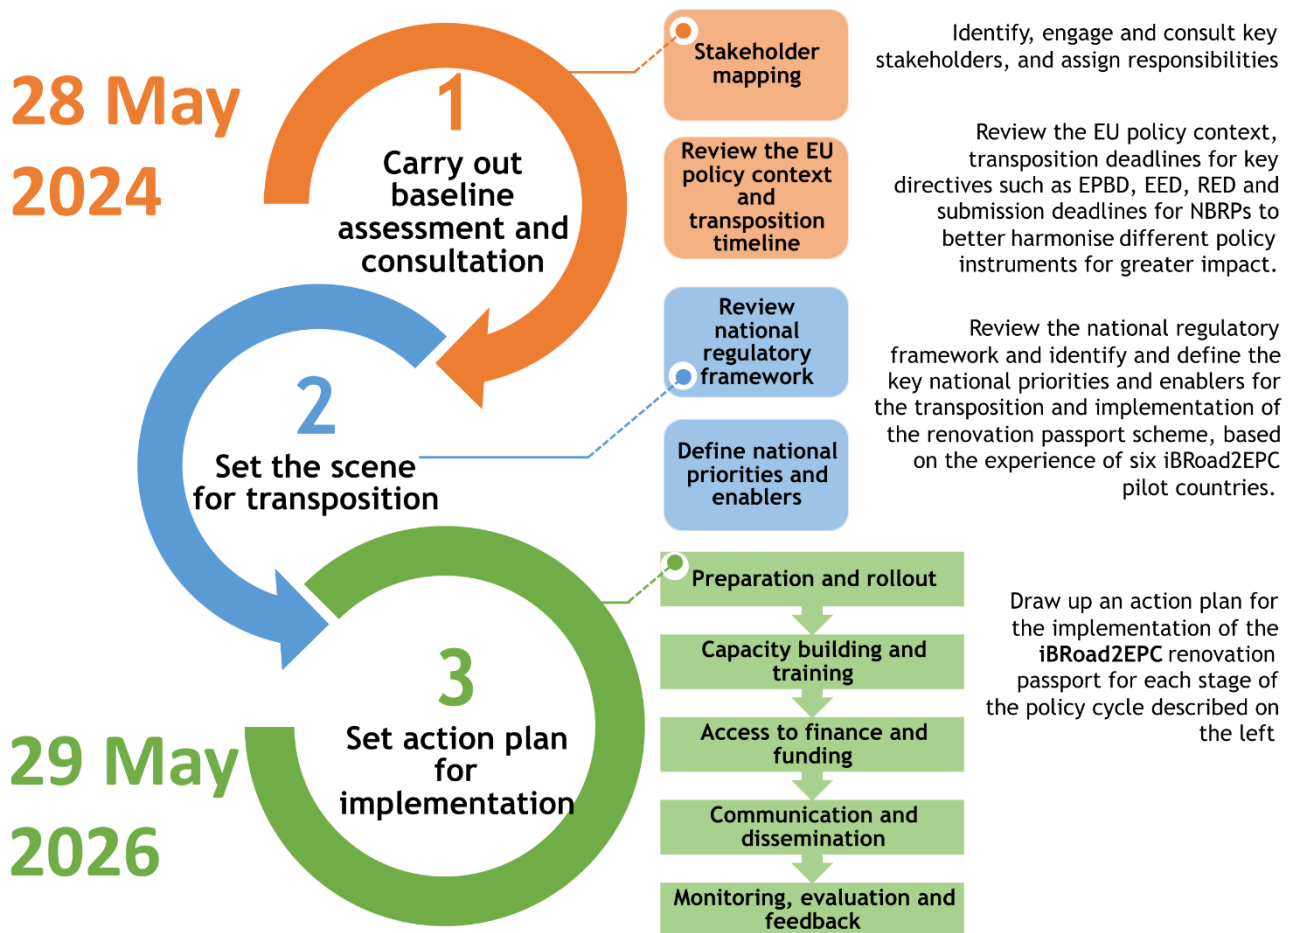 28 May
2024
1
Carry out
baseline
assessment and
consultation
Stakeholder
mapping
Identify, engage and consult key
stakeholders, and assign responsibilities
Review the EU
policy context
and
transposition
timeline
Review the EU policy context,
transposition deadlines for key
directives such as EPBD, EED, RED and
submission deadlines for NBRPs to
better harmonise different policy
instruments for greater impact.
2
Set the scene
for transposition
Review
national
regulatory
framework
Define national
priorities and
enablers
Review the national regulatory
framework and identify and define the
key national priorities and enablers for
the transposition and implementation of
the renovation passport scheme, based
on the experience of six iBRoad2EPC
pilot countries.
29 May
2026
3
Set action plan
for
implementation
Preparation and rollout
Capacity building and
training
Access to finance and
funding
Communication and
dissemination
Monitoring, evaluation and
feedback
Draw up an action plan for
the implementation of the
iBRoad2EPC renovation
passport for each stage of
the policy cycle described on
the left